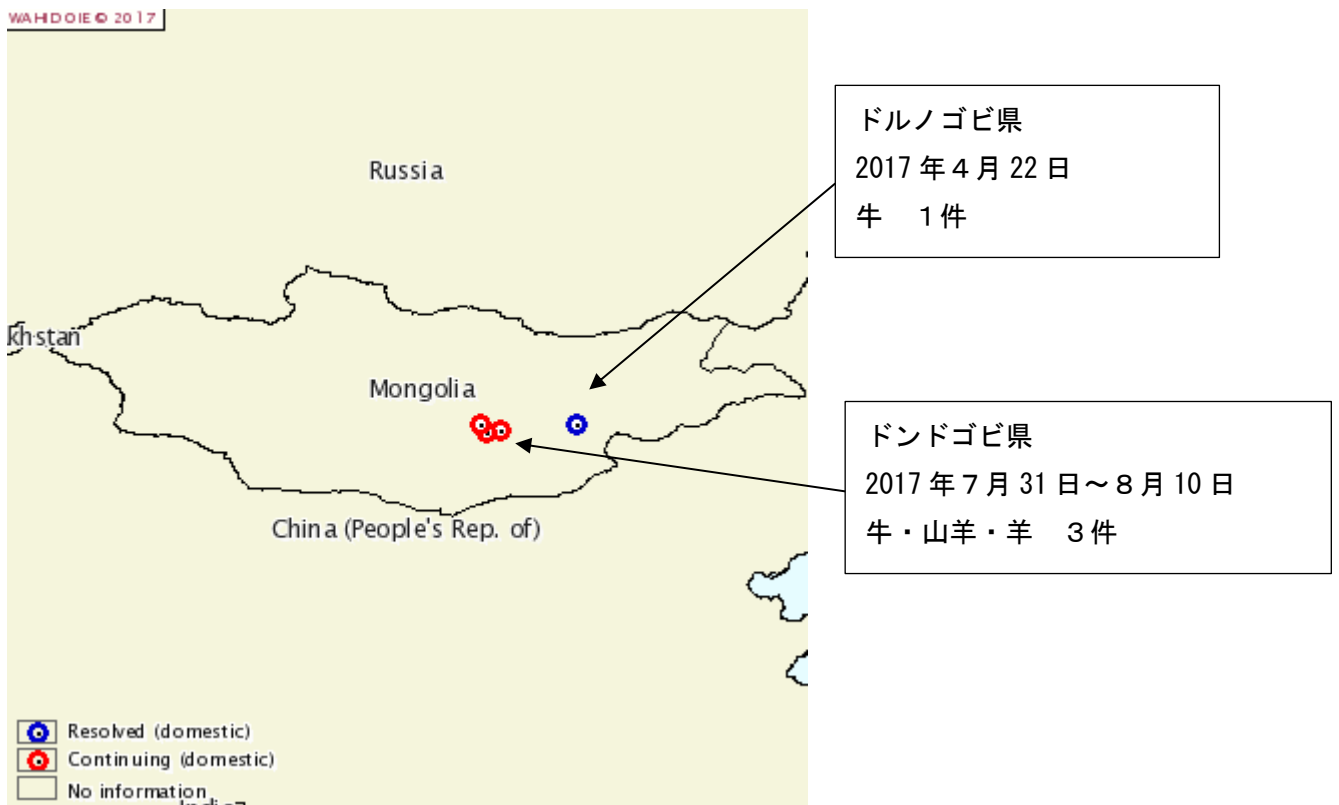 WAHIDOIE© 2017
Russia
khstan
Mongolia
China (People's Rep. of)
Resolved (domestic)
Continuing (domestic)
No information
ドルノゴビ県
2017年４月22日
牛　１件
ドンドゴビ県
2017年７月31日～８月10日
牛・山羊・羊　３件